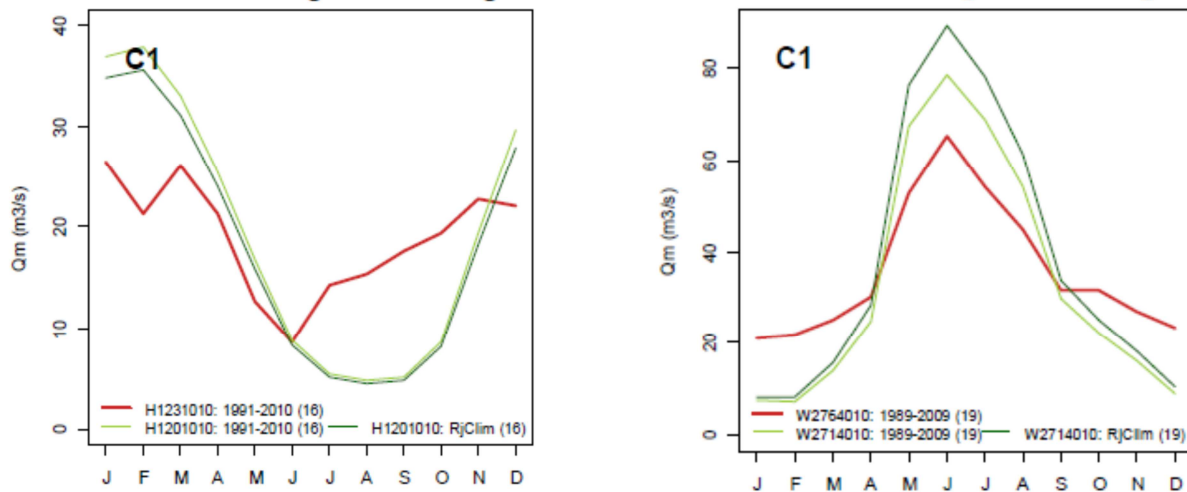 C1
Qm (m3/s)
40
30
20
10
0
H1231010: 1991-2010 (16)
H1201010: 1991-2010 (16) H1201010: RjClim (16)
J F M A M J J A S O N D
C1
Qm (m3/s)
80
60
40
20
0
W2764010: 1989-2009 (19)
W2714010: 1989-2009 (19) W2714010: RjClim (19)
J F M A M J J A S O N D